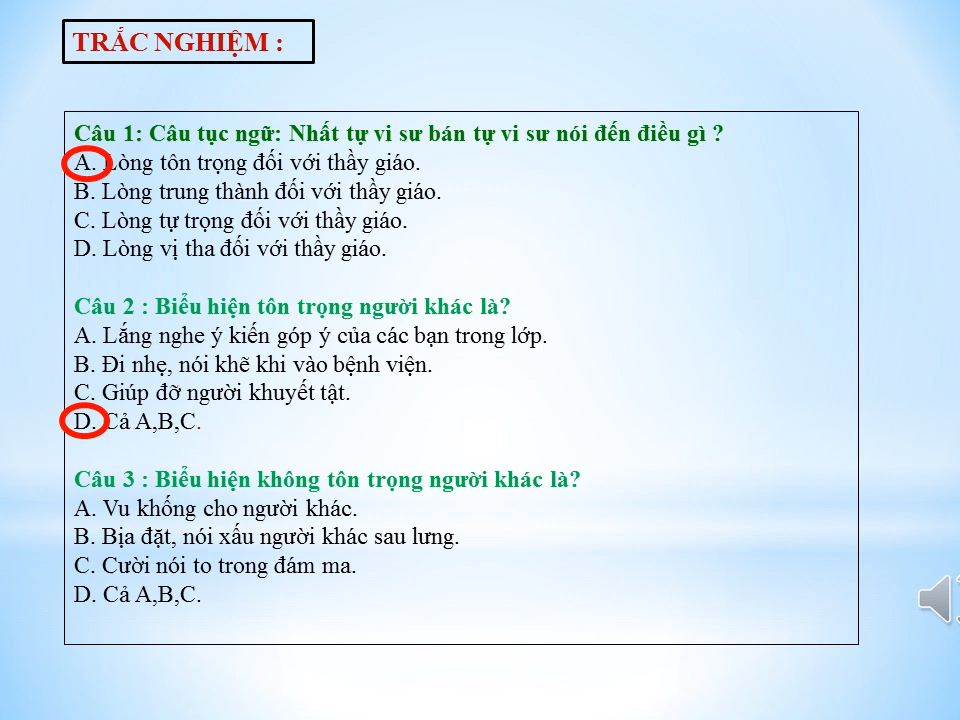 TRẮC NGHIỆM :
Câu 1: Câu tục ngữ: Nhất tự vi sư bán tự vi sư nói đến điều gì ?
A. Lòng tôn trọng đối với thầy giáo.
B. Lòng trung thành đối với thầy giáo.
C. Lòng tự trọng đối với thầy giáo.
D. Lòng vị tha đối với thầy giáo.
Câu 2 : Biểu hiện tôn trọng người khác là?
A. Lắng nghe ý kiến góp ý của các bạn trong lớp.
B. Đi nhẹ, nói khẽ khi vào bệnh viện.
C. Giúp đỡ người khuyết tật.
D. Cả A,B,C.
Câu 3 : Biểu hiện không tôn trọng người khác là?
A. Vu khống cho người khác.
B. Bịa đặt, nói xấu người khác sau lưng.
C. Cười nói to trong đám ma.
D. Cả A,B,C.